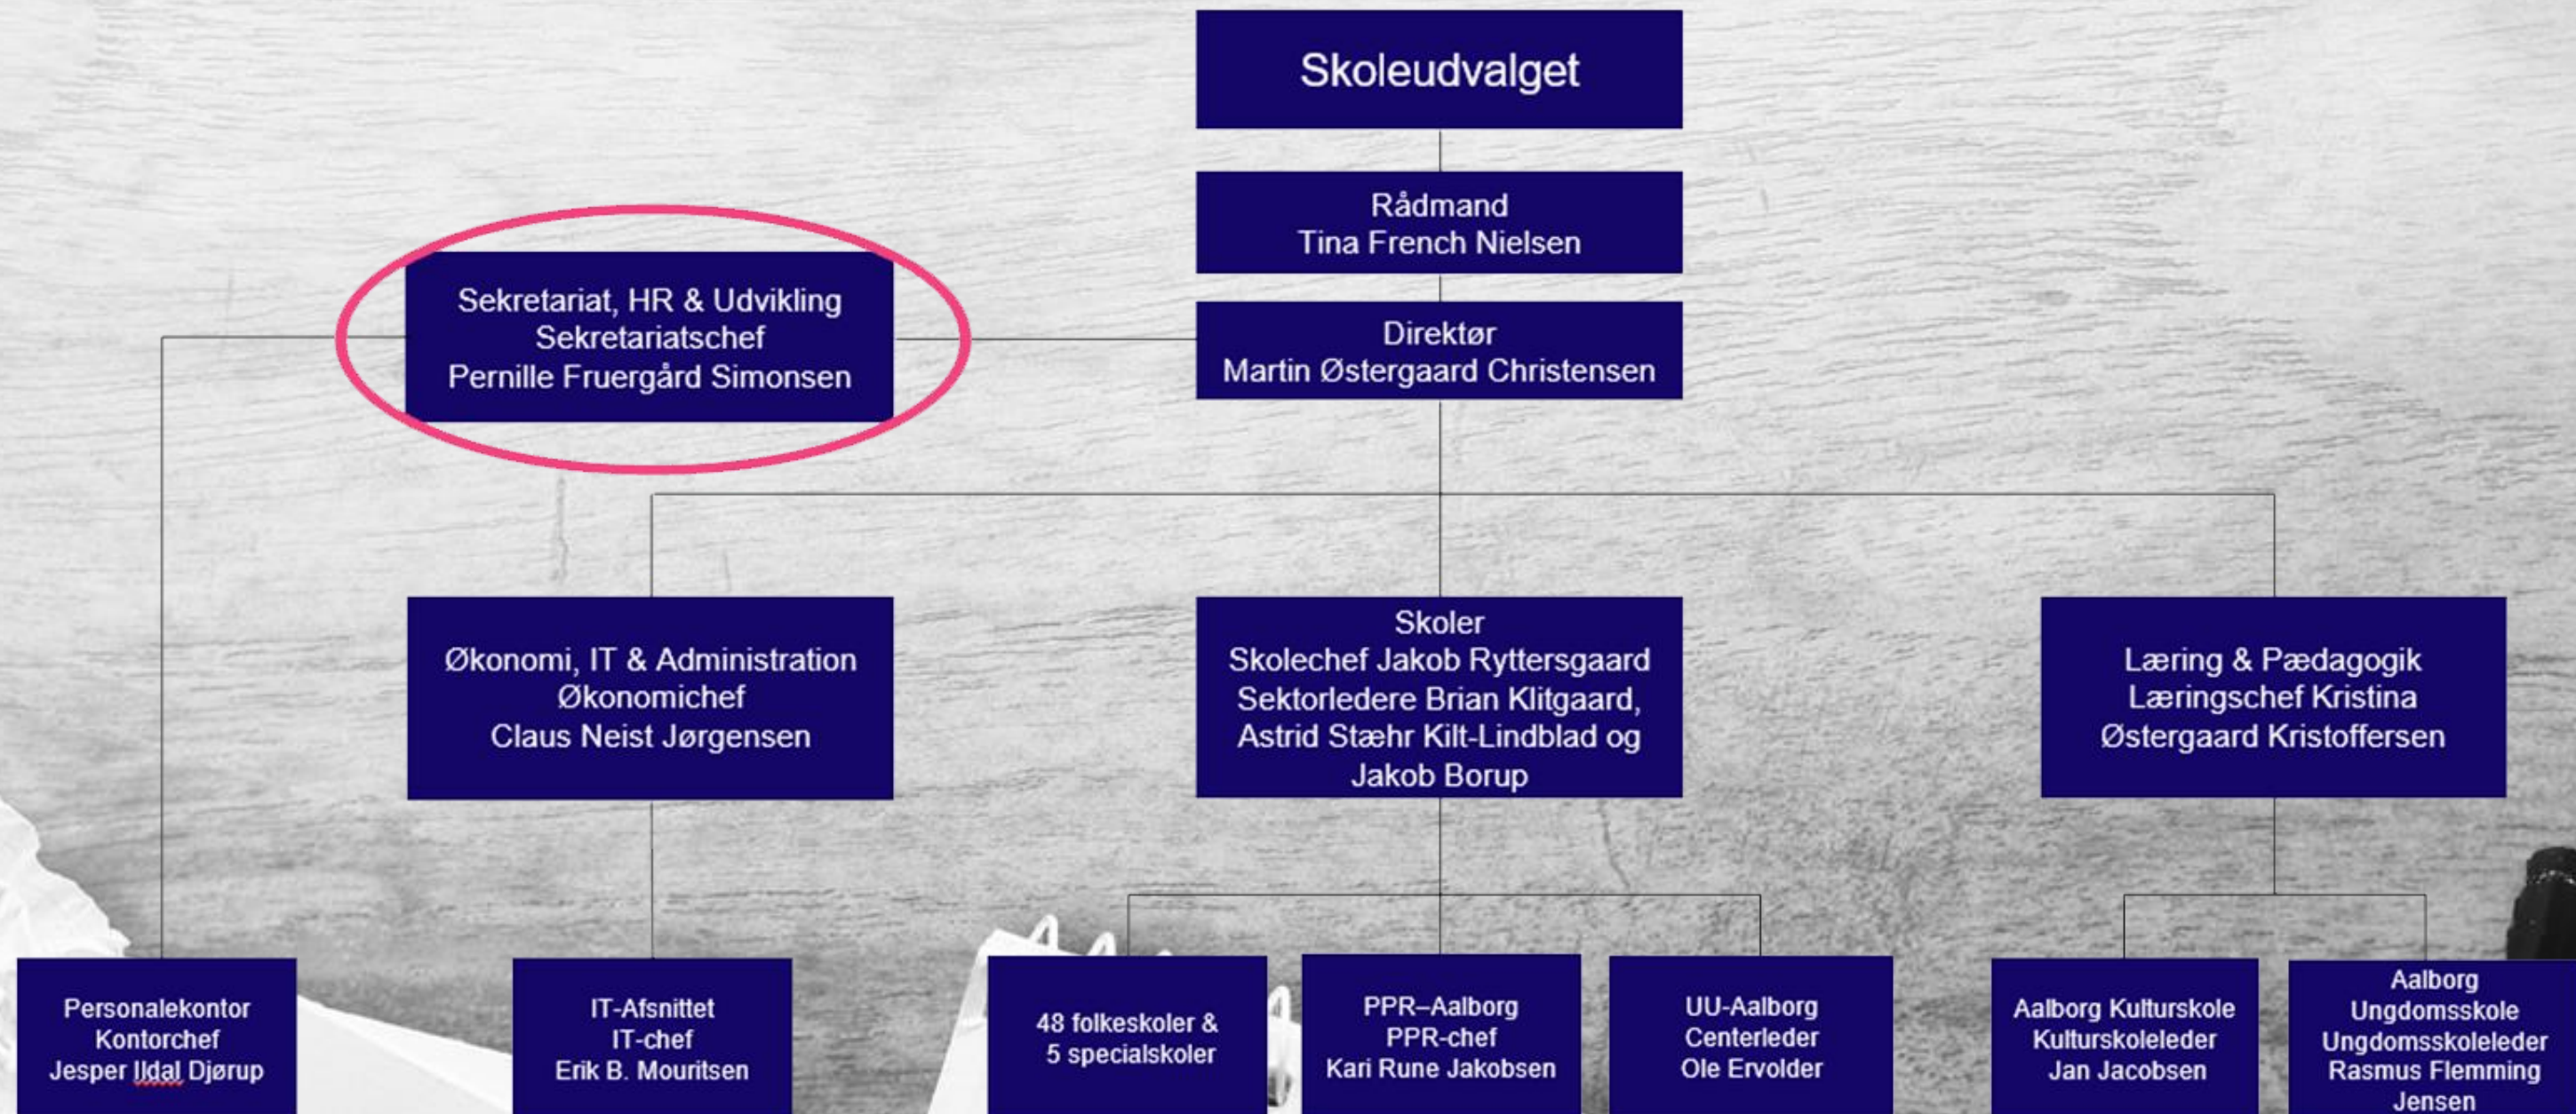 Skoleudvalget
Rådmand
Tina French Nielsen
Sekretariat, HR & Udvikling
Sekretariatschef
Pernille Fruergård Simonsen
Direktør
Martin Østergaard Christensen
Økonomi, IT & Administration
Økonomichef
Claus Neist Jørgensen
Skoler
Skolechef Jakob Ryttersgaard
Sektorledere Brian Klitgaard,
Astrid Stæhr Kilt-Lindblad og
Jakob Borup
Læring & Pædagogik
Læringschef Kristina
Østergaard Kristoffersen
Personalekontor
Kontorchef
Jesper Ildal Djørup
IT-Afsnittet
IT-chef
Erik B. Mouritsen
48 folkeskoler &
5 specialskoler
PPR–Aalborg
PPR-chef
Kari Rune Jakobsen
UU-Aalborg
Centerleder
Ole Ervolder
Aalborg Kulturskole
Kulturskoleleder
Jan Jacobsen
Aalborg
Ungdomsskole
Ungdomsskoleleder
Rasmus Flemming
Jensen